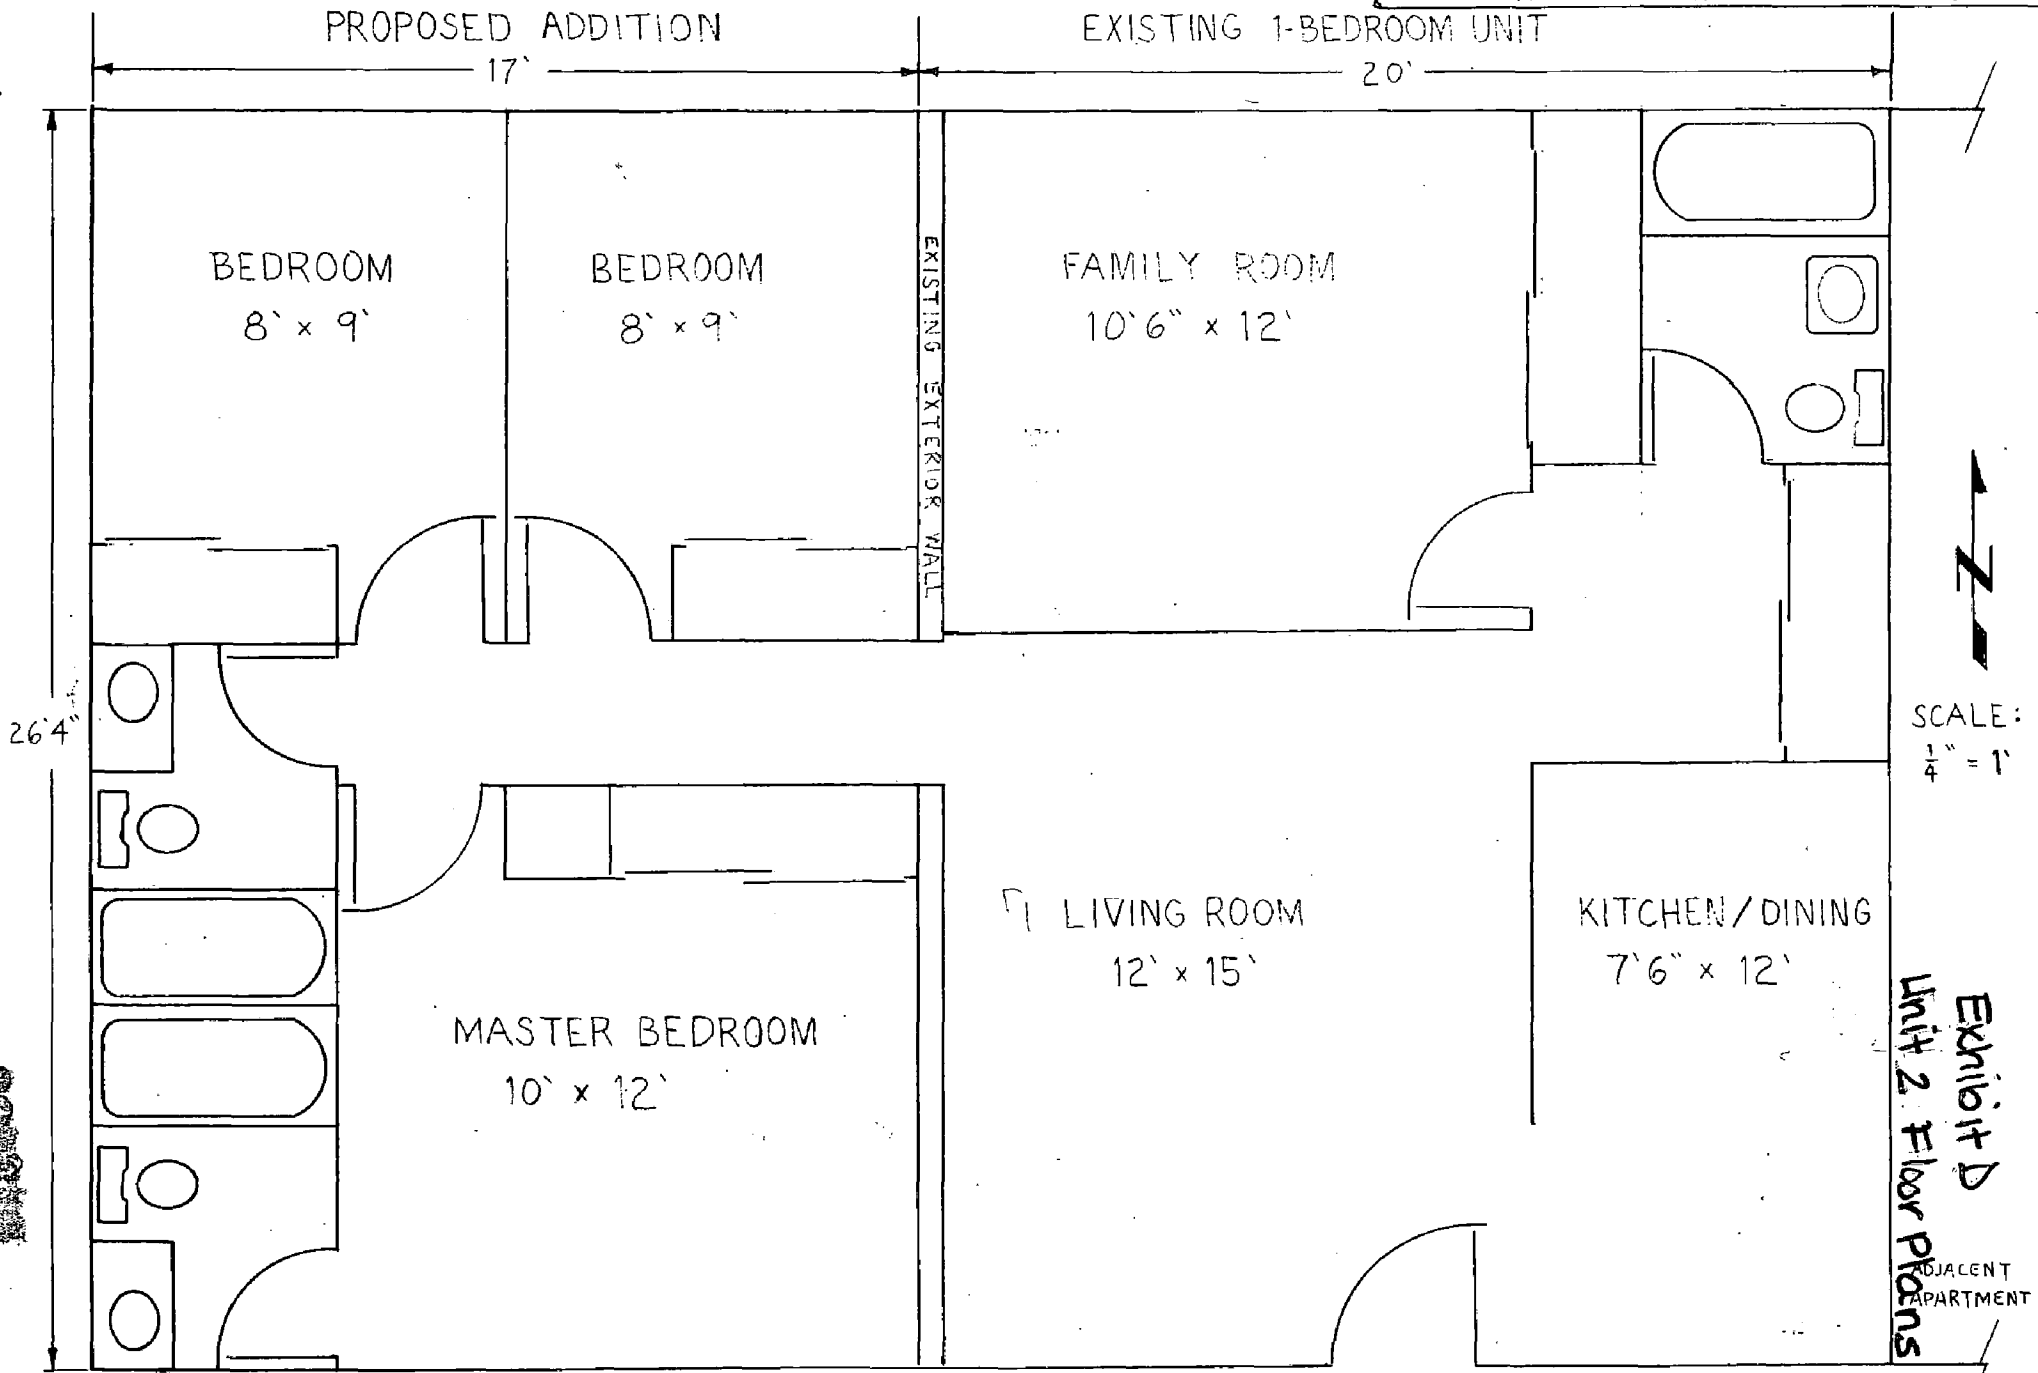 PROPOSED ADDITION
17'
EXISTING 1-BEDROOM UNIT
20'
BEDROOM
8' x 9'
BEDROOM
8' x 9'
EXISTING EXTERIOR WALL
FAMILY ROOM
10'6" x 12'
26'4"
N
SCALE:
1/4" = 1'
LIVING ROOM
12' x 15'
KITCHEN/DINING
7'6" x 12'
MASTER BEDROOM
10' x 12'
Exhibit D
Unit 2 Floor Plans
ADJACENT
APARTMENT